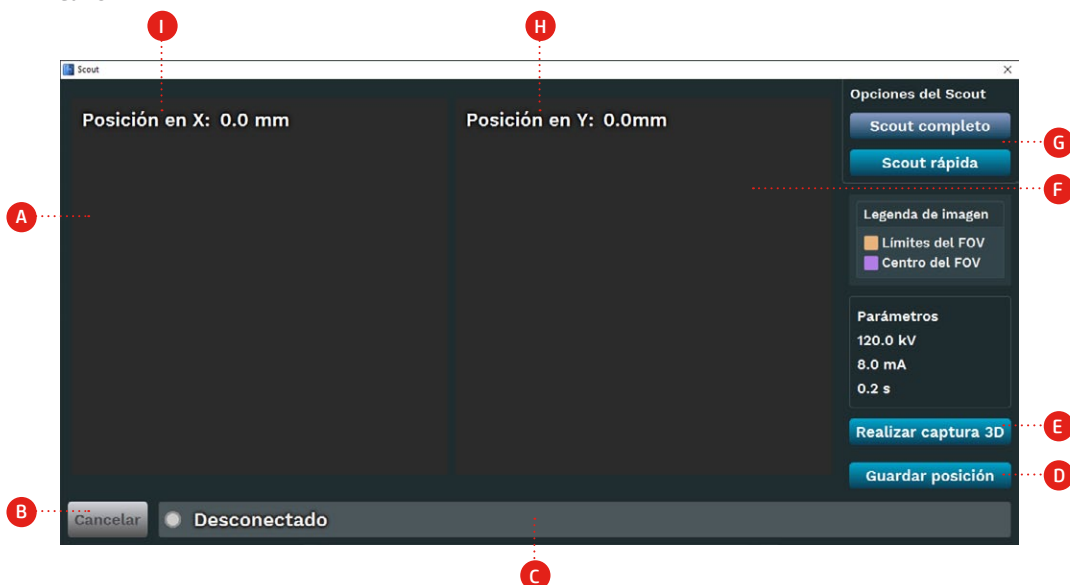 I
H
Scout
Posición en X: 0.0 mm
Posición en Y: 0.0mm
Opciones del Scout
Scout completo
G
Scout rápida
F
A
Legenda de imagen
Límites del FOV
Centro del FOV
Parámetros
120.0 kV
8.0 mA
0.2 s
Realizar captura 3D
E
Guardar posición
D
B
Cancelar
Desconectado
C